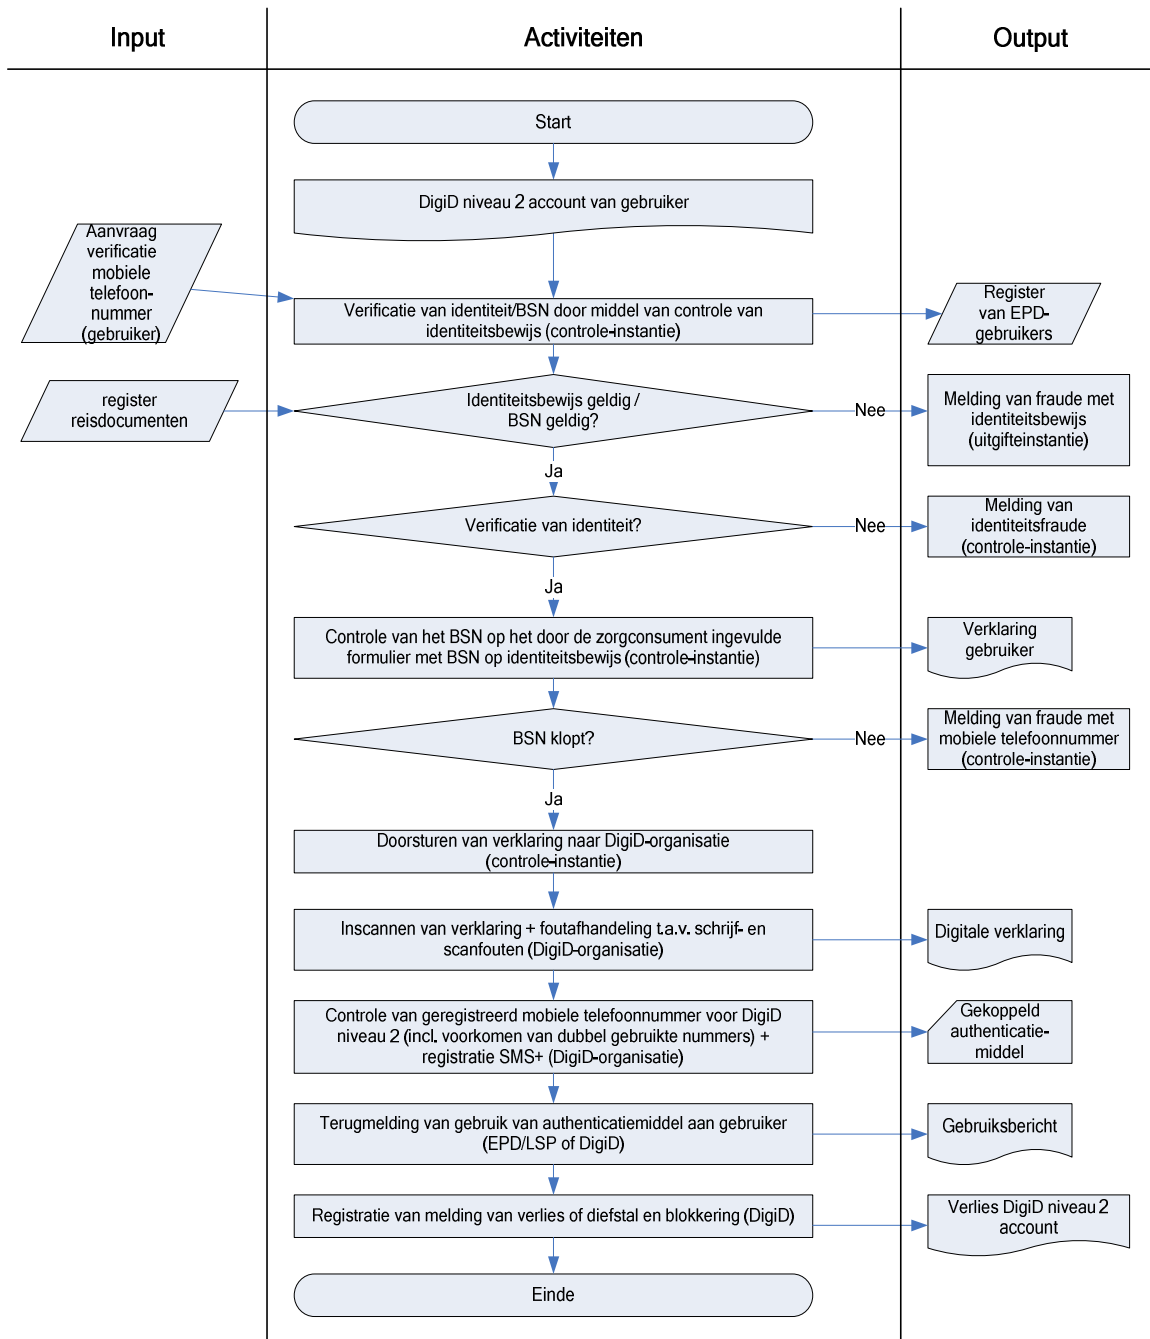 Input
Activiteiten
Output
Start
DigiD niveau 2 account van gebruiker
Aanvraag
verificatie
mobiele
telefoon-
nummer
(gebruiker)
Verificatie van identiteit/BSN door middel van controle van
identiteitsbewijs (controle-instantie)
Register
van EPD-
gebruikers
register
reisdocumenten
Identiteitsbewijs geldig /
BSN geldig?
Nee
Melding van fraude met
identiteitsbewijs
(uitgifteinstantie)
Ja
Verificatie van identiteit?
Nee
Melding van
identiteitsfraude
(controle-instantie)
Ja
Controle van het BSN op het door de zorgconsument ingevulde
formulier met BSN op identiteitsbewijs (controle-instantie)
Verklaring
gebruiker
BSN klopt?
Nee
Melding van fraude met
mobiele telefoonnummer
(controle-instantie)
Ja
Doorsturen van verklaring naar DigiD-organisatie
(controle-instantie)
Inscannen van verklaring + foutafhandeling t.a.v. schrijf- en
scanfouten (DigiD-organisatie)
Digitale verklaring
Controle van geregistreerd mobiele telefoonnummer voor DigiD
niveau 2 (incl. voorkomen van dubbel gebruikte nummers) +
registratie SMS+ (DigiD-organisatie)
Gekoppeld
authenticatie-
middel
Terugmelding van gebruik van authenticatiemiddel aan gebruiker
(EPD/LSP of DigiD)
Gebruiksbericht
Registratie van melding van verlies of diefstal en blokkering (DigiD)
Verlies DigiD niveau 2
account
Einde